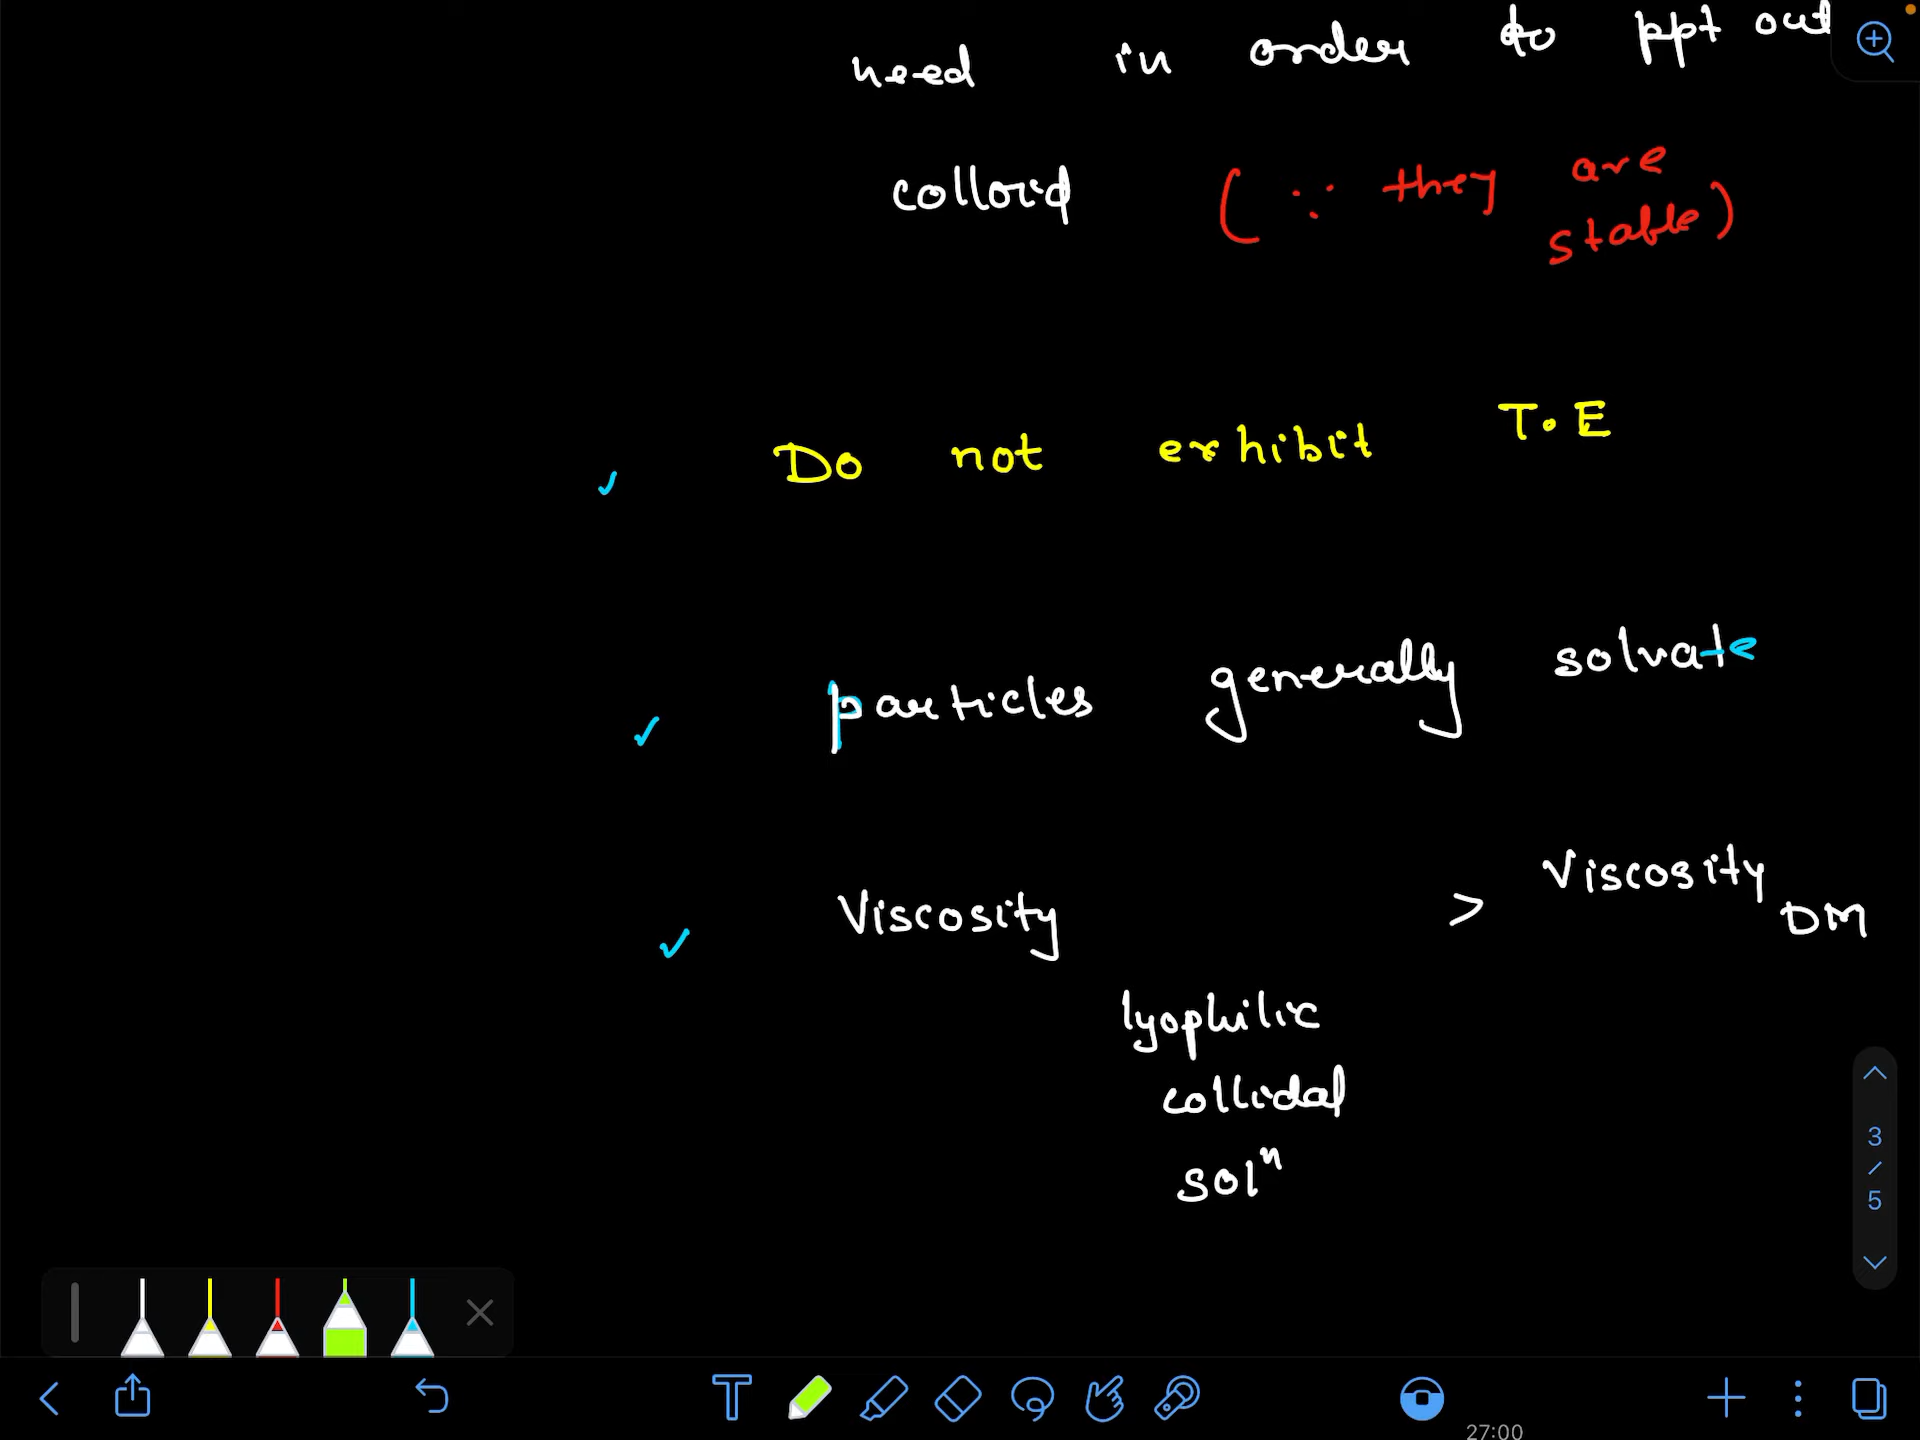 need in order to ppt out
colloid (∵ they are stable)
Do not exhibit T.E
particles generally solvate
Viscosity > Viscosity DM
lyophilic
collidal
solⁿ
3
/
5
27:00